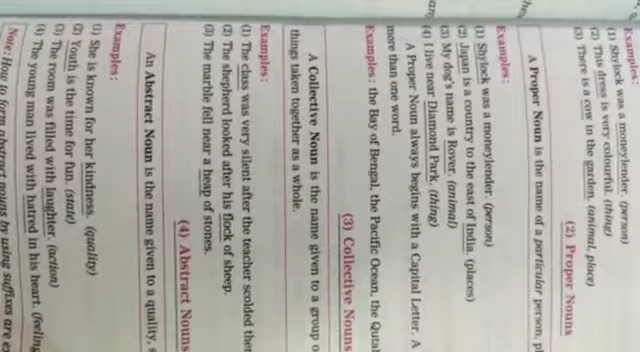 Examples:
(1) Shylock was a moneylender. (person)
(2) This dress is very colourful. (thing)
(3) There is a cow in the garden. (animal, place)
(2) Proper Nouns
A Proper Noun is the name of a particular person,
Examples:
(1) Shylock was a moneylender. (person)
(2) Japan is a country to the east of India. (places)
(3) My dog's name is Rover. (animal)
(4) I live near Diamond Park. (thing)
A Proper Noun always begins with a Capital Letter. A
more than one word.
Examples: the Bay of Bengal, the Pacific Ocean, the
(3) Collective Nouns
A Collective Noun is the name given to a group
things taken together as a whole.
Examples:
(1) The class was very silent after the teacher scolded
(2) The shepherd looked after his flock of sheep.
(3) The marble fell near a heap of stones.
(4) Abstract Nouns
An Abstract Noun is the name given to a quality,
Examples:
(1) She is known for her kindness. (quality)
(2) Youth is the time for fun. (state)
(3) The room was filled with laughter. (action)
(4) The young man lived with hatred in his heart. (feeling
Note: How to form abstract nouns by using suffixes are